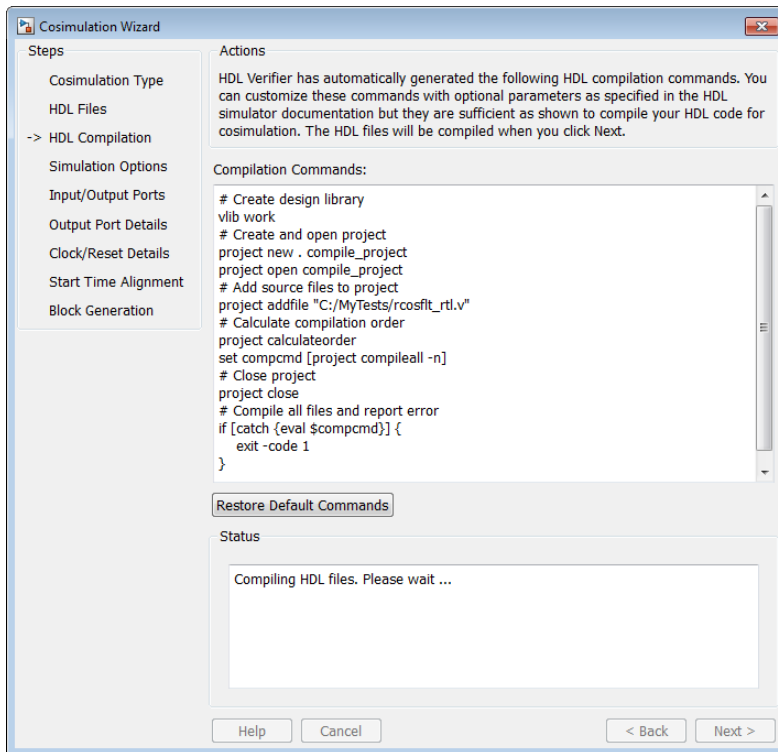 Cosimulation Wizard
Steps
Cosimulation Type
HDL Files
-> HDL Compilation
Simulation Options
Input/Output Ports
Output Port Details
Clock/Reset Details
Start Time Alignment
Block Generation
Actions
HDL Verifier has automatically generated the following HDL compilation commands. You
can customize these commands with optional parameters as specified in the HDL
simulator documentation but they are sufficient as shown to compile your HDL code for
cosimulation. The HDL files will be compiled when you click Next.
Compilation Commands:
# Create design library
vlib work
# Create and open project
project new . compile_project
project open compile_project
# Add source files to project
project addfile "C:/MyTests/rcosflt_rtl.v"
# Calculate compilation order
project calculateorder
set compcmd [project compileall -n]
# Close project
project close
# Compile all files and report error
if [catch {eval $compcmd}] {
exit -code 1
}
Restore Default Commands
Status
Compiling HDL files. Please wait ...
Help
Cancel
< Back
Next >